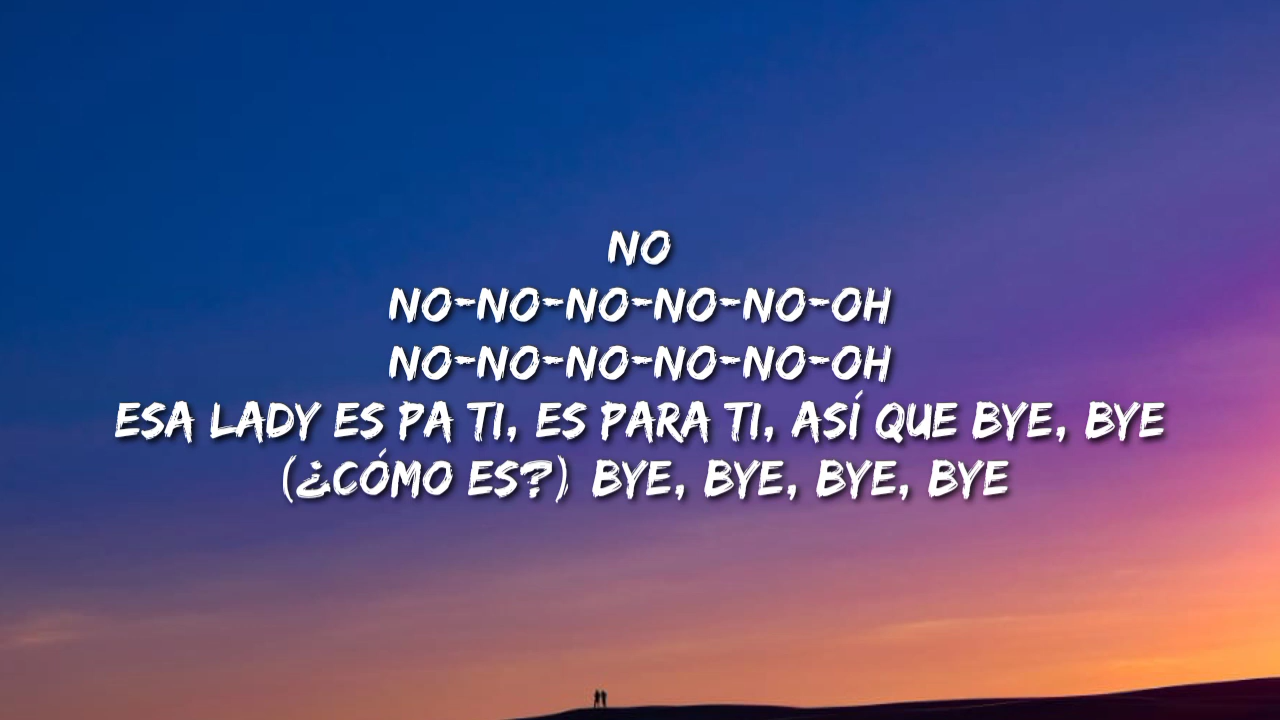 NO
NO-NO-NO-NO-NO-OH
NO-NO-NO-NO-NO-OH
ESA LADY ES PA TI, ES PARA TI, ASÍ QUE BYE, BYE
(¿CÓMO ES?) BYE, BYE, BYE, BYE